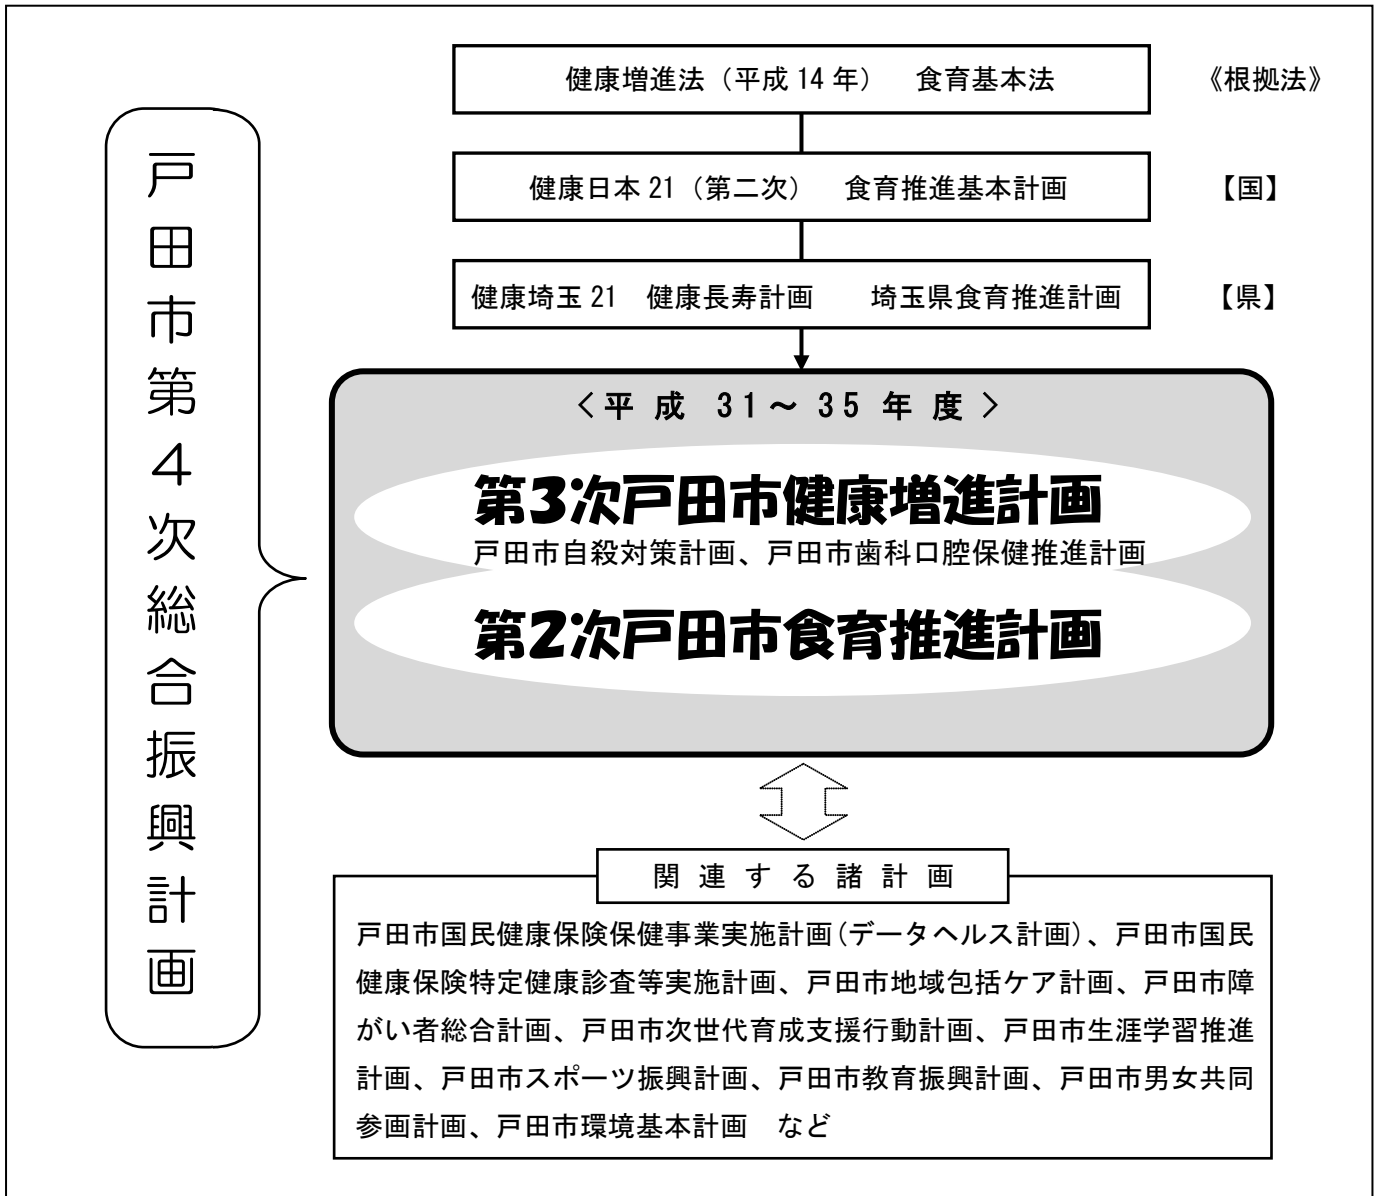 健康増進法（平成 14 年）　食育基本法　《根拠法》
健康日本 21（第二次）　食育推進基本計画　【国】
健康埼玉 21　健康長寿計画　　埼玉県食育推進計画　【県】
戸田市第４次総合振興計画
＜平成 31～35 年度＞
第3次戸田市健康増進計画
戸田市自殺対策計画、戸田市歯科口腔保健推進計画
第2次戸田市食育推進計画
関連する諸計画
戸田市国民健康保険保健事業実施計画(データヘルス計画)、戸田市国民
健康保険特定健康診査等実施計画、戸田市地域包括ケア計画、戸田市障
がい者総合計画、戸田市次世代育成支援行動計画、戸田市生涯学習推進
計画、戸田市スポーツ振興計画、戸田市教育振興計画、戸田市男女共同
参画計画、戸田市環境基本計画　など